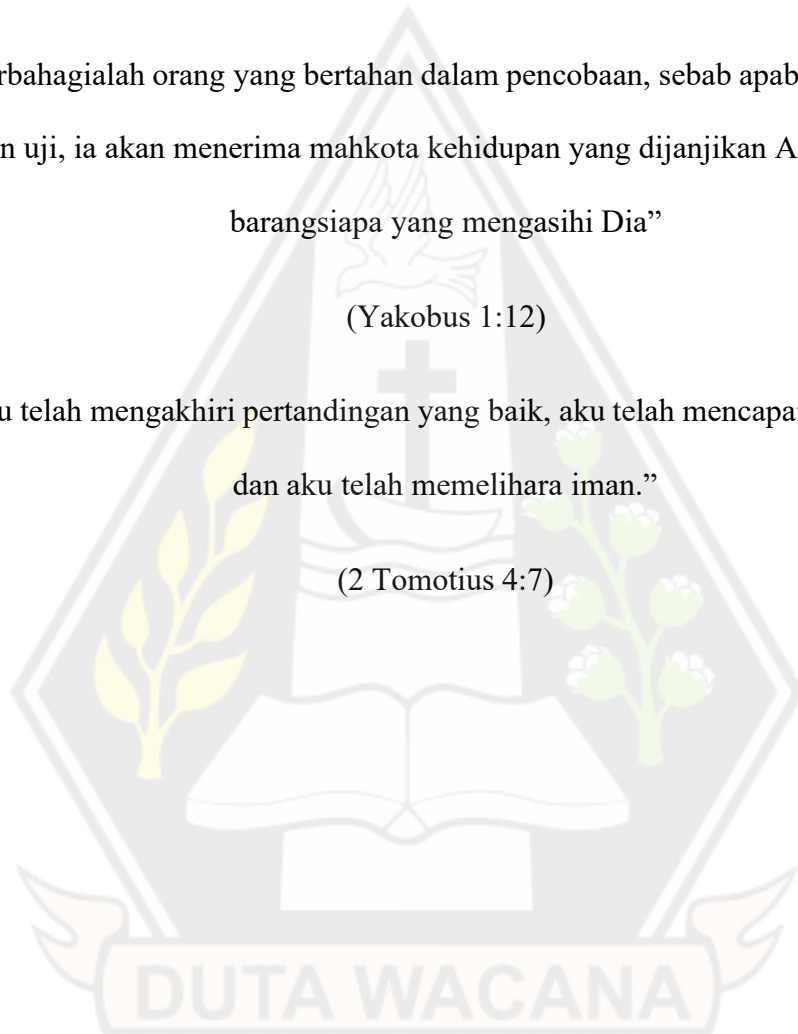 rbahagialah orang yang bertahan dalam pencobaan, sebab apab
n uji, ia akan menerima mahkota kehidupan yang dijanjikan A
barangsiapa yang mengasihi Dia”
(Yakobus 1:12)
u telah mengakhiri pertandingan yang baik, aku telah mencapa
dan aku telah memelihara iman.”
(2 Tomotius 4:7)
DUTA WACANA